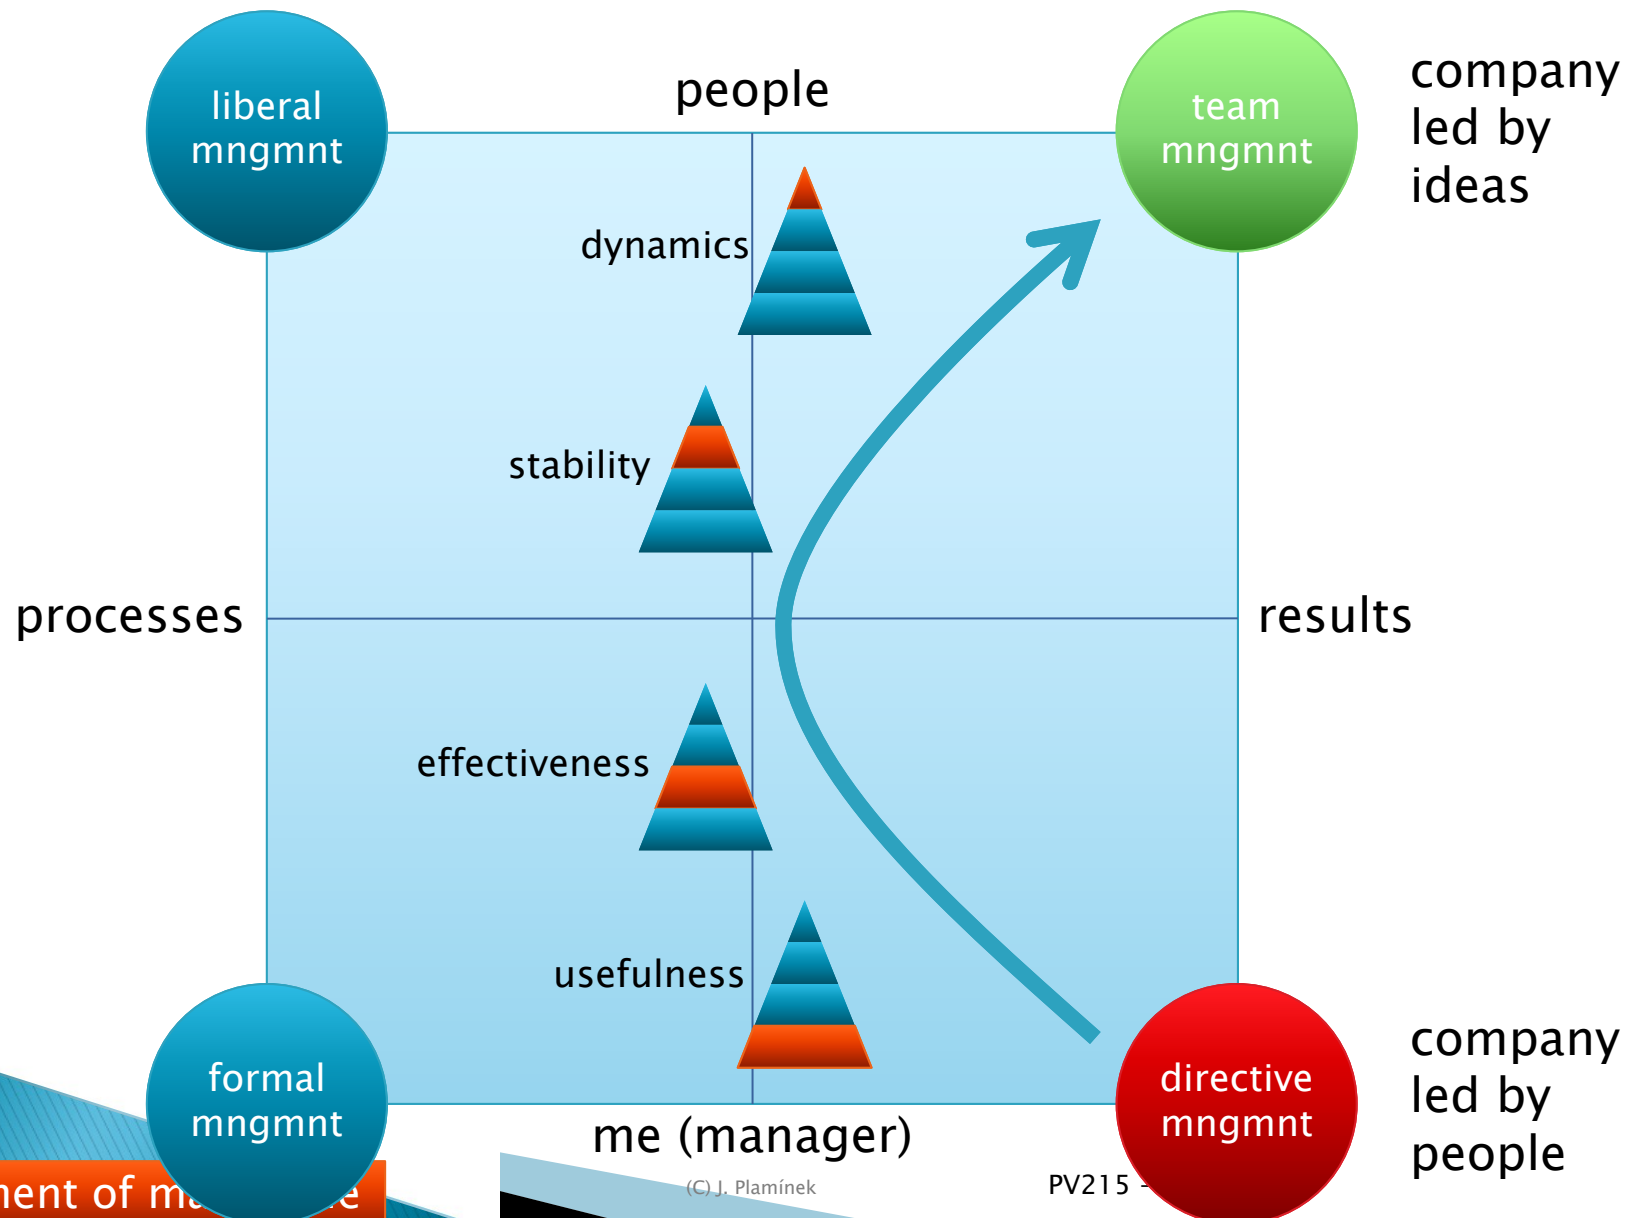 people
liberal
mngmnt
team
mngmnt
company
led by
ideas
dynamics
stability
processes
results
effectiveness
usefulness
formal
mngmnt
me (manager)
directive
mngmnt
company
led by
people
(C) J. Plamínek
PV215 -
of